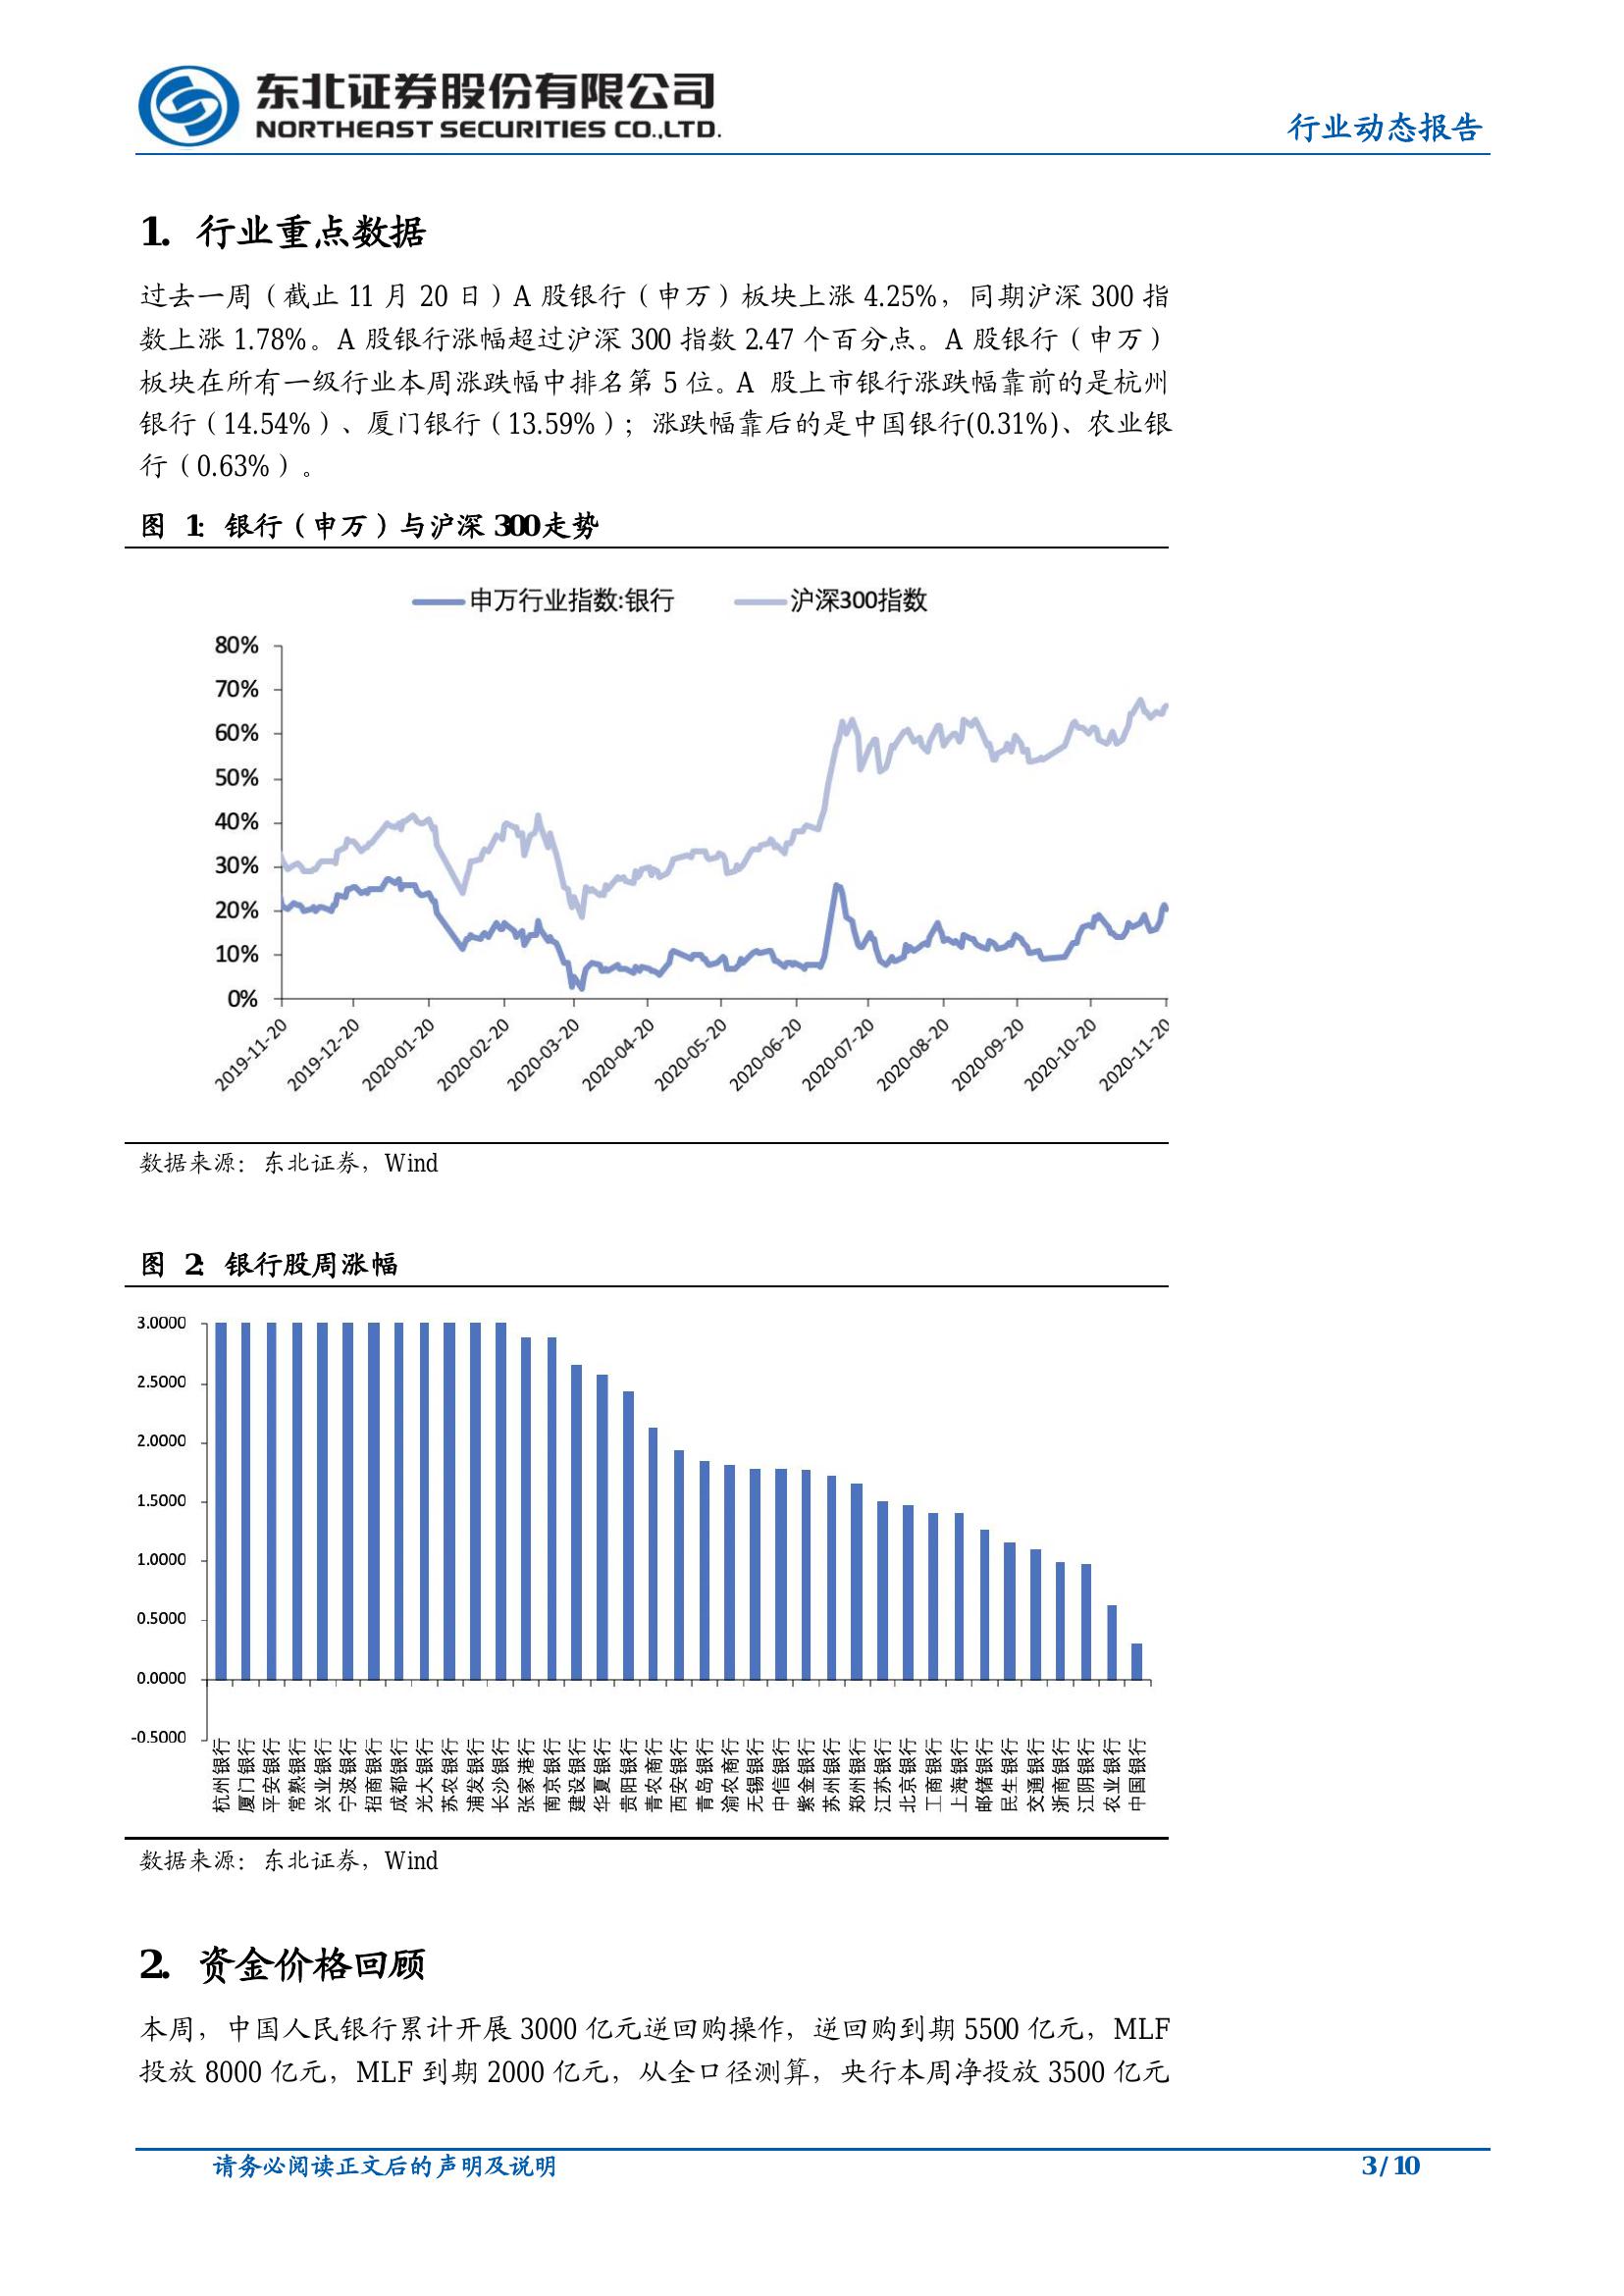 东北证券股份有限公司
NORTHEAST SECURITIES CO.,LTD.
行业动态报告
1. 行业重点数据
过去一周（截止 11 月 20 日）A 股银行（申万）板块上涨 4.25%，同期沪深 300 指
数上涨 1.78%。A 股银行涨幅超过沪深 300 指数 2.47 个百分点。A 股银行（申万）
板块在所有一级行业本周涨跌幅中排名第 5 位。A 股上市银行涨跌幅靠前的是杭州
银行（14.54%）、厦门银行（13.59%）；涨跌幅靠后的是中国银行(0.31%)、农业银
行（0.63%）。
图 1：银行（申万）与沪深 300 走势
申万行业指数:银行 沪深300指数
80%
70%
60%
50%
40%
30%
20%
10%
0%
2019-11-20 2019-12-20 2020-01-20 2020-02-20 2020-03-20 2020-04-20 2020-05-20 2020-06-20 2020-07-20 2020-08-20 2020-09-20 2020-10-20 2020-11-20
数据来源：东北证券，Wind
图 2：银行股周涨幅
3.0000
2.5000
2.0000
1.5000
1.0000
0.5000
0.0000
-0.5000
杭州银行 厦门银行 平安银行 常熟银行 兴业银行 宁波银行 招商银行 成都银行 光大银行 苏农银行 浦发银行 长沙银行 张家港行 南京银行 建设银行 华夏银行 贵阳银行 青农商行 西安银行 青岛银行 渝农商行 无锡银行 中信银行 紫金银行 苏州银行 郑州银行 江苏银行 北京银行 工商银行 上海银行 邮储银行 民生银行 交通银行 浙商银行 江阴银行 农业银行 中国银行
数据来源：东北证券，Wind
2. 资金价格回顾
本周，中国人民银行累计开展 3000 亿元逆回购操作，逆回购到期 5500 亿元，MLF
投放 8000 亿元，MLF 到期 2000 亿元，从全口径测算，央行本周净投放 3500 亿元
请务必阅读正文后的声明及说明
3 / 10